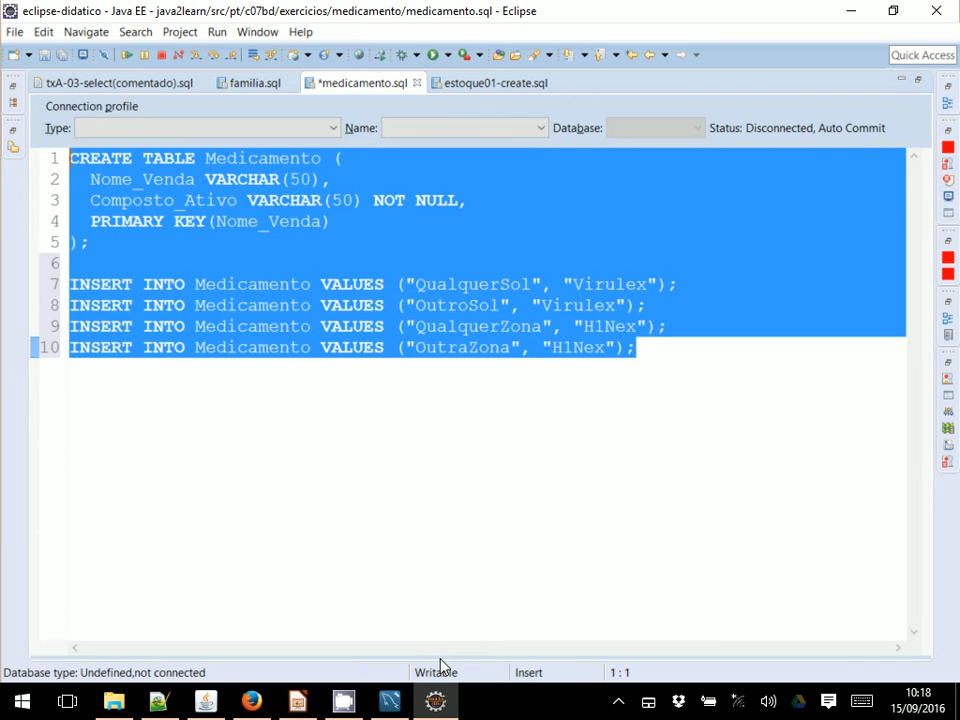 eclipse-didatico - Java EE - java2learn/src/pt/c07bd/exercicios/medicamento/medicamento.sql - Eclipse
File Edit Navigate Search Project Run Window Help
Quick Access
txA-03-select(comentado).sql familia.sql *medicamento.sql estoque01-create.sql
Connection profile
Type: Name: Database: Status: Disconnected, Auto Commit
1 CREATE TABLE Medicamento (
2 Nome_Venda VARCHAR(50),
3 Composto_Ativo VARCHAR(50) NOT NULL,
4 PRIMARY KEY(Nome_Venda)
5 );
6
7 INSERT INTO Medicamento VALUES ("QualquerSol", "Virulex");
8 INSERT INTO Medicamento VALUES ("OutroSol", "Virulex");
9 INSERT INTO Medicamento VALUES ("QualquerZona", "H1Nex");
10 INSERT INTO Medicamento VALUES ("OutraZona", "H1Nex");
Database type: Undefined,not connected Writable Insert 1 : 1
10:18
15/09/2016